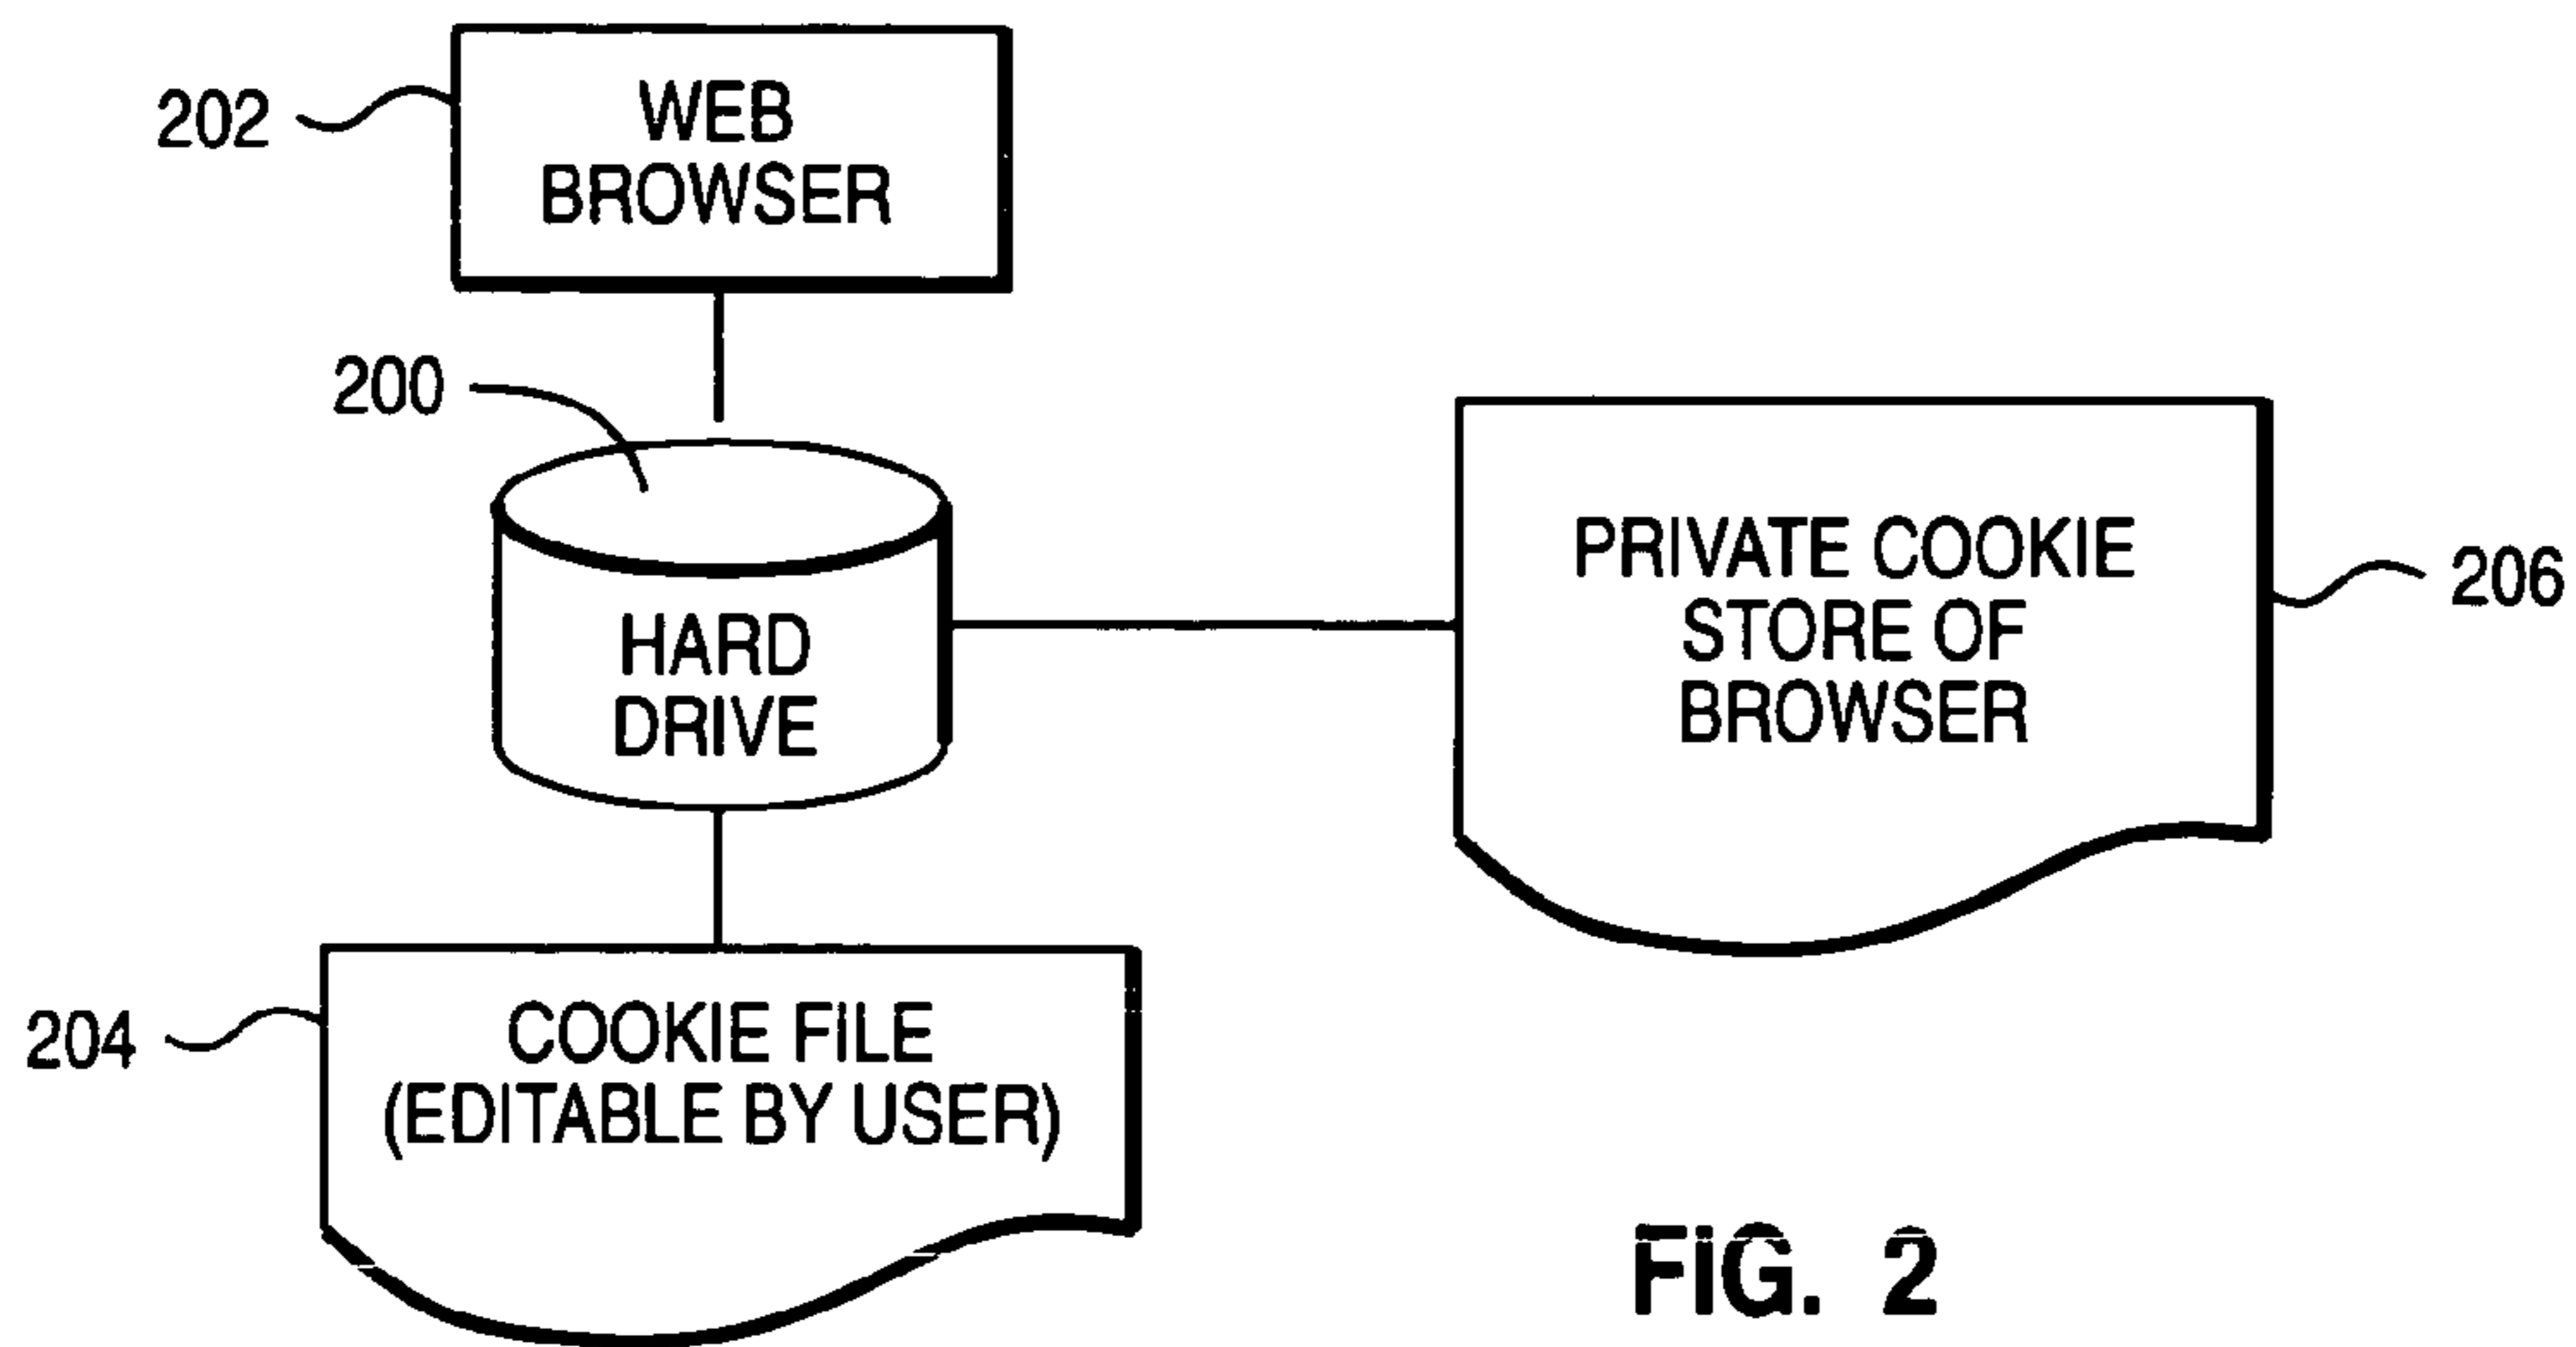 202
WEB
BROWSER
200
HARD
DRIVE
PRIVATE COOKIE
STORE OF
BROWSER
206
204
COOKIE FILE
(EDITABLE BY USER)
FIG. 2